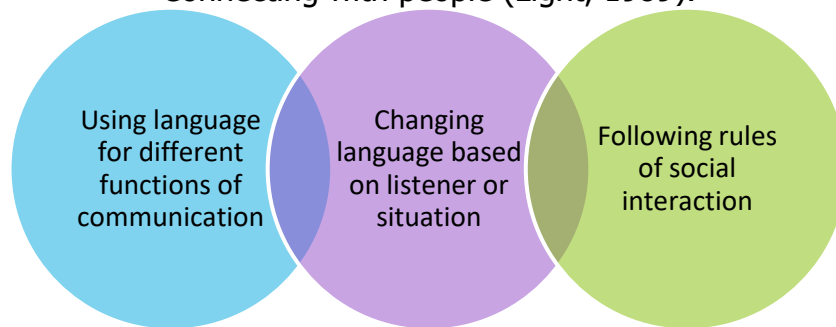 Connecting with people
Using language
for different
functions of
communication
Changing
language based
on listener or
situation
Following rules
of social
interaction